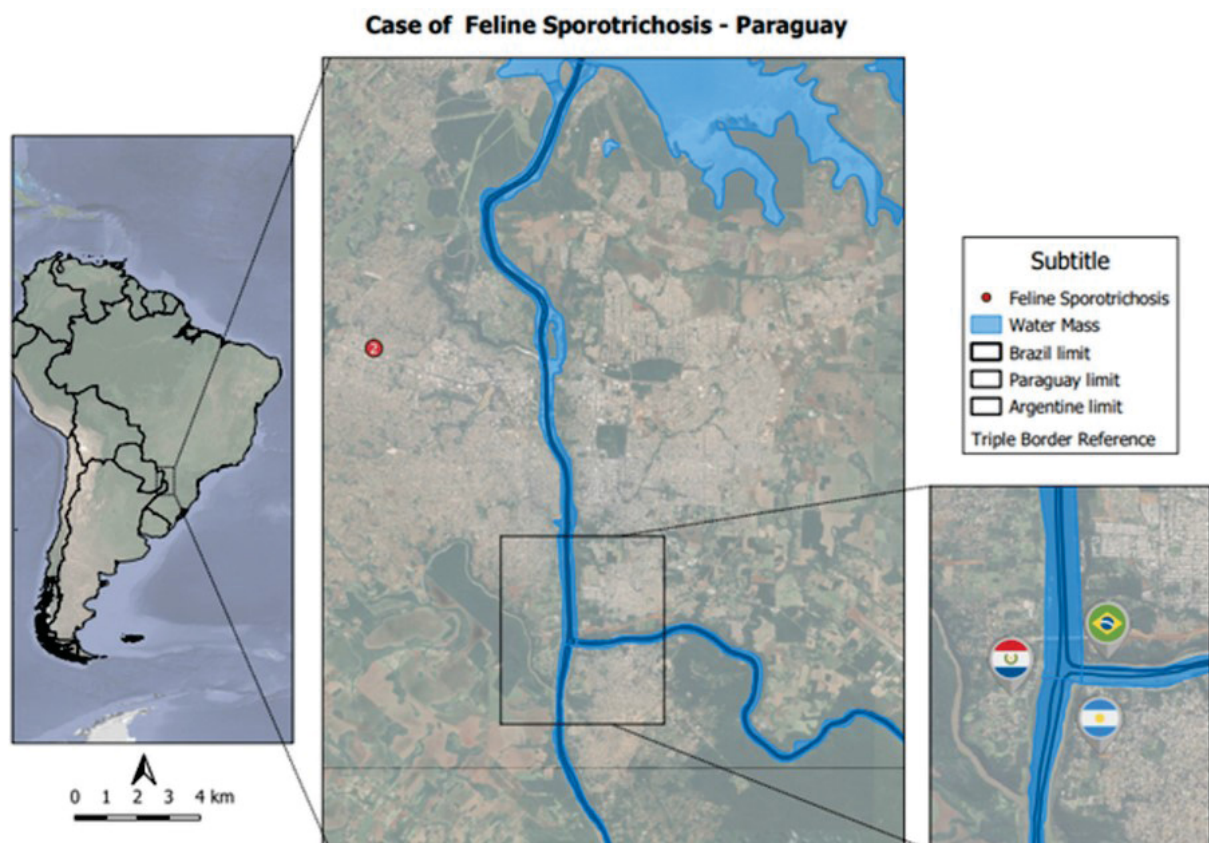 Case of Feline Sporotrichosis - Paraguay
2
Subtitle
Feline Sporotrichosis
Water Mass
Brazil limit
Paraguay limit
Argentine limit
Triple Border Reference
0 1 2 3 4 km